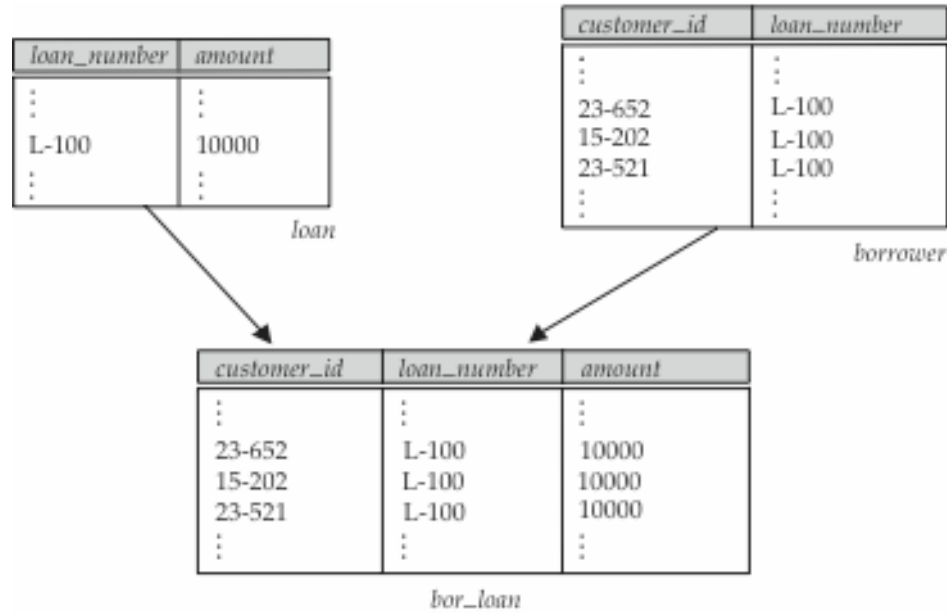 loan_number amount
L-100 10000
loan
customer_id loan_number
23-652 L-100
15-202 L-100
23-521 L-100
borrower
customer_id loan_number amount
23-652 L-100 10000
15-202 L-100 10000
23-521 L-100 10000
bor_loan